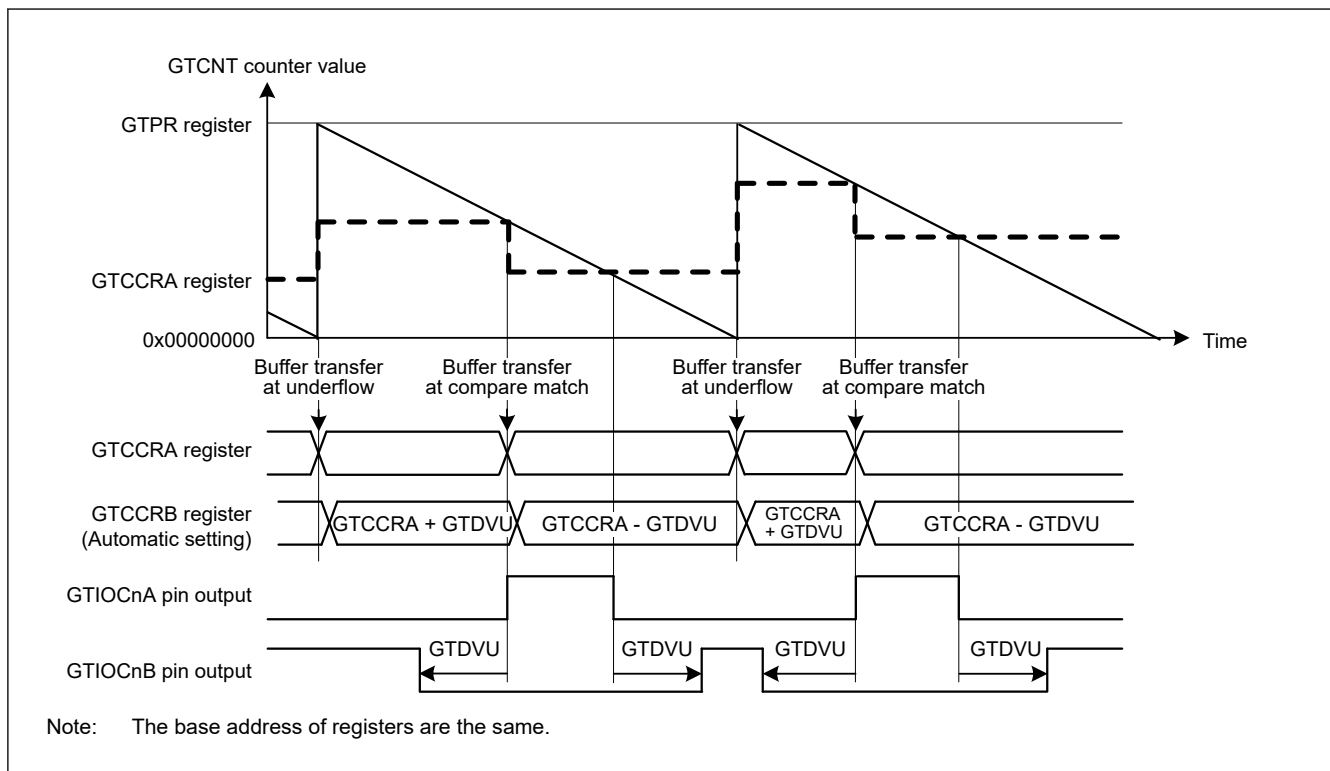 GTCNT counter value
GTPR register
GTCCRA register
0x00000000
Time
Buffer transfer
at underflow
Buffer transfer
at compare match
Buffer transfer
at underflow
Buffer transfer
at compare match
GTCCRA register
GTCCRB register
(Automatic setting)
GTCCRA + GTDVU
GTCCRA - GTDVU
GTCCRA
+ GTDVU
GTCCRA - GTDVU
GTIOCnA pin output
GTDVU
GTDVU
GTDVU
GTDVU
GTIOCnB pin output
Note: The base address of registers are the same.